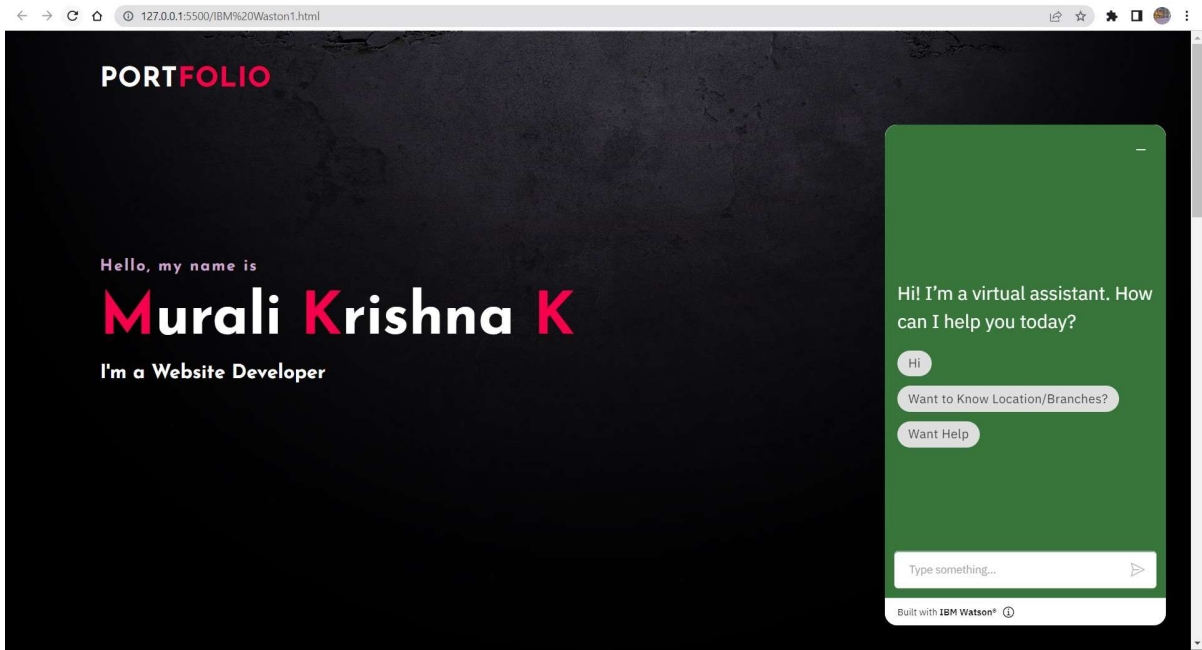 127.0.0.1:5500/IBM%20Waston1.html
PORTFOLIO
Hello, my name is
Murali Krishna K
I'm a Website Developer
Hi! I'm a virtual assistant. How
can I help you today?
Hi
Want to Know Location/Branches?
Want Help
Type something...
Built with IBM Watson®